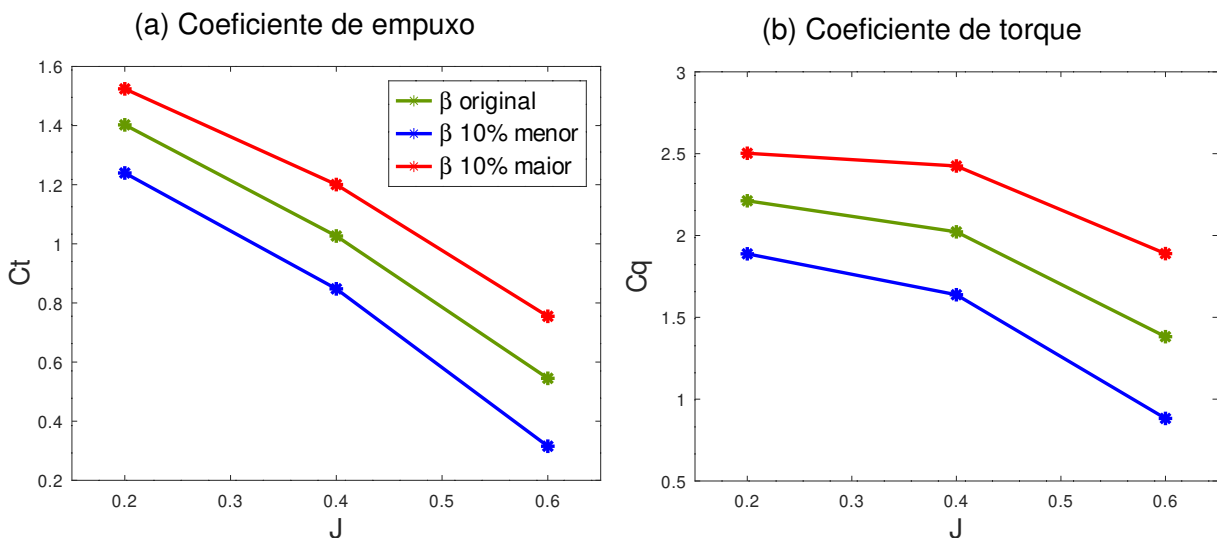 (a) Coeficiente de empuxo
1.6
1.4
1.2
1
0.8
0.6
0.4
0.2
0.2
0.3
0.4
0.5
0.6
Ct
J
β original
β 10% menor
β 10% maior
(b) Coeficiente de torque
3
2.5
2
1.5
1
0.5
0.2
0.3
0.4
0.5
0.6
Cq
J